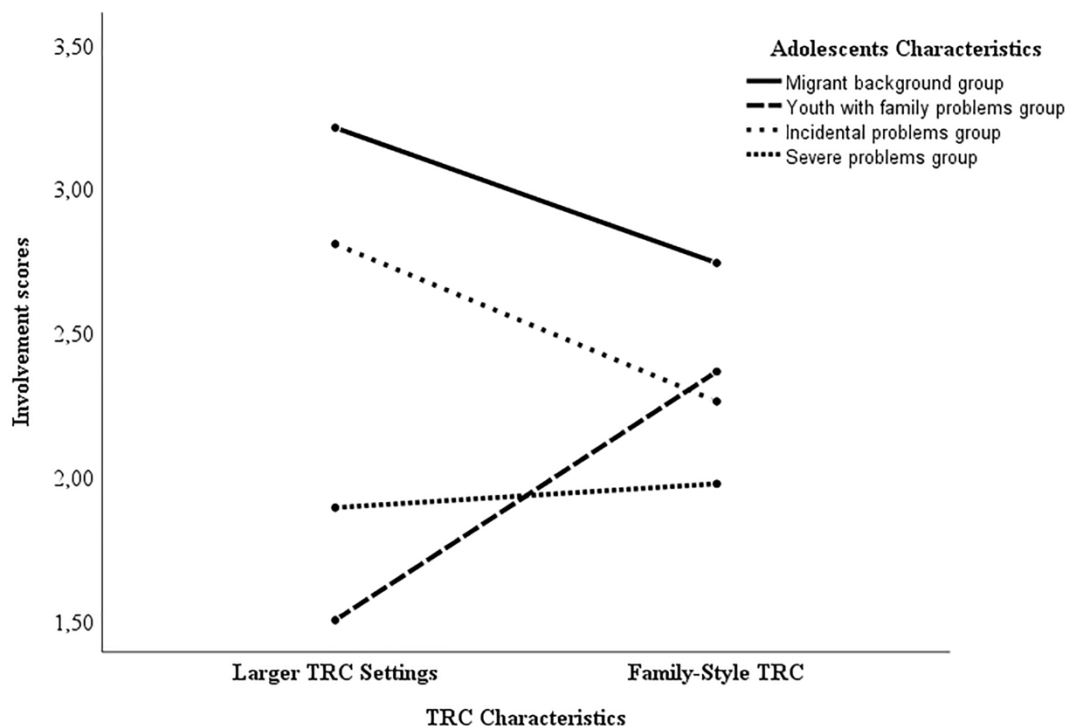 3,50
3,00
2,50
2,00
1,50
Involvement scores
Adolescents Characteristics
Migrant background group
Youth with family problems group
Incidental problems group
Severe problems group
Larger TRC Settings
Family-Style TRC
TRC Characteristics